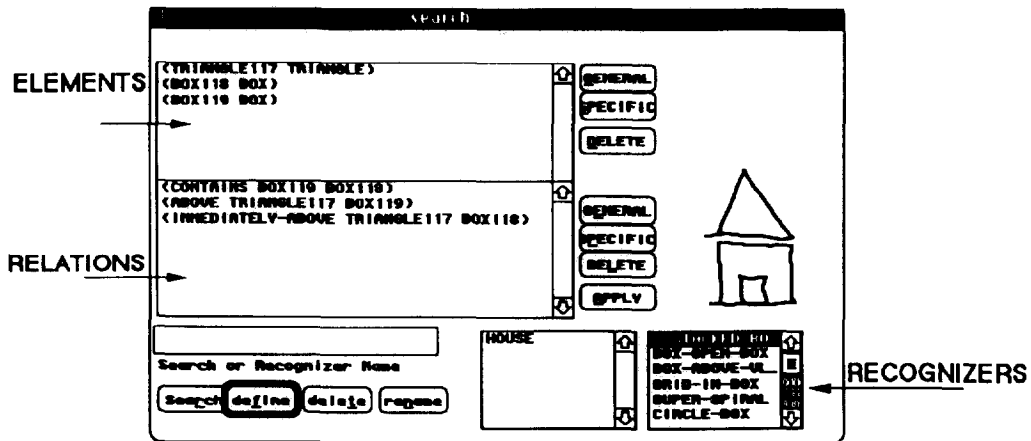 search
ELEMENTS
(TRIANGLE117 TRIANGLE)
(BOX118 BOX)
(BOX119 BOX)
GENERAL
SPECIFIC
DELETE
RELATIONS
(CONTAINS BOX119 BOX118)
(ABOVE TRIANGLE117 BOX119)
(IMMEDIATELY-ABOVE TRIANGLE117 BOX118)
GENERAL
SPECIFIC
DELETE
APPLY
Search or Recognizer Name
Search define delete rename
HOUSE
BOX-OPEN-BOX
BOX-ABOVE-VL_
GRID-IN-BOX
SUPER-SPIRAL
CIRCLE-BOX
RECOGNIZERS